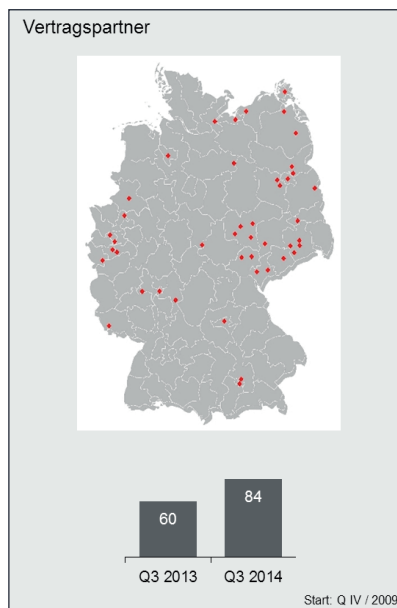 Vertragspartner
60
84
Q3 2013
Q3 2014
Start: Q IV / 2009